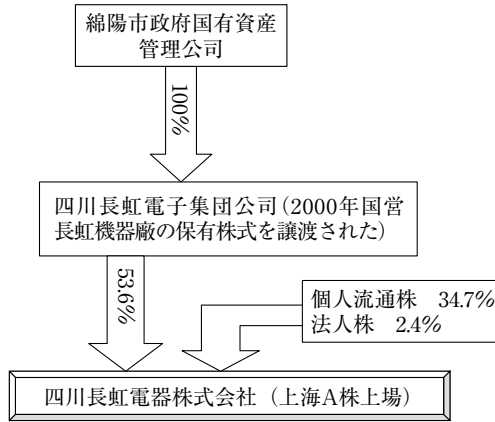 綿陽市政府国有資産
管理公司
100%
四川長虹電子集団公司(2000年国営
長虹機器廠の保有株式を譲渡された)
53.6%
個人流通株　34.7%
法人株　2.4%
四川長虹電器株式会社（上海A株上場）